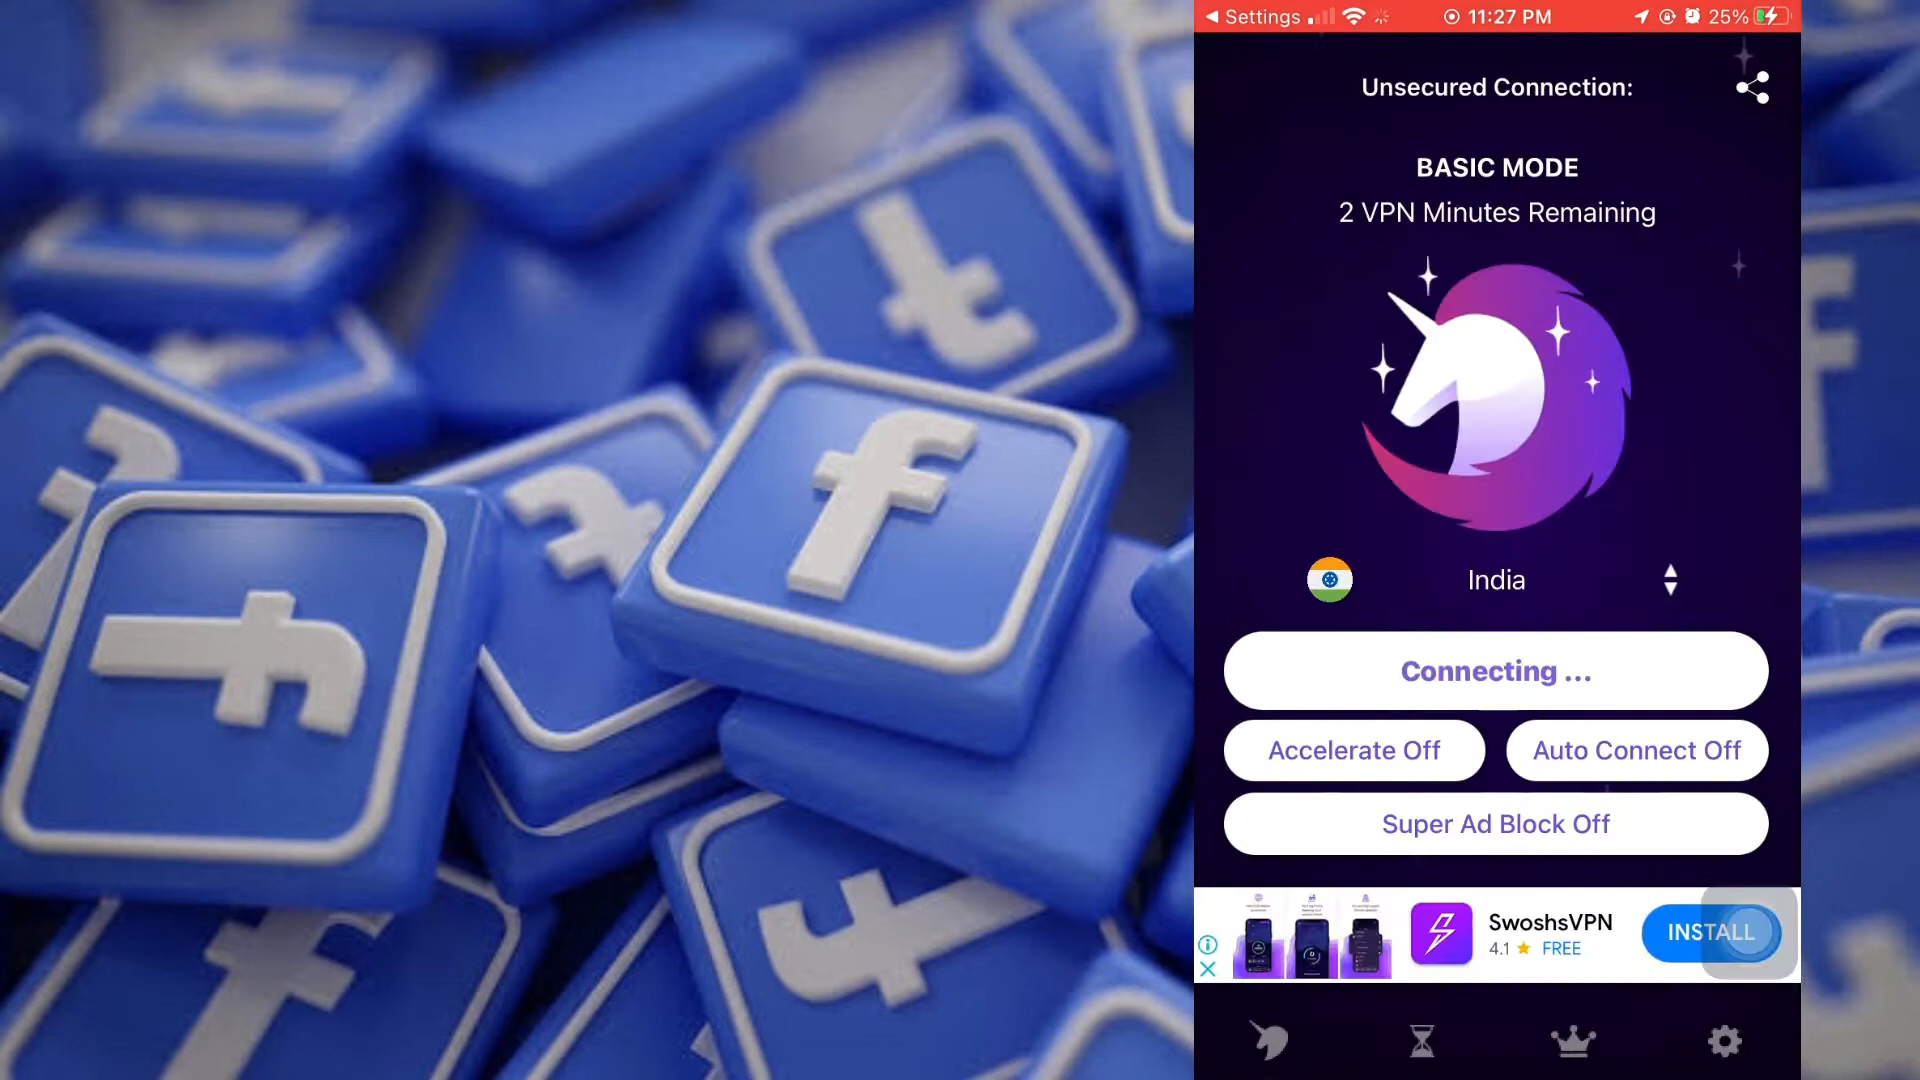 Settings 11:27 PM 25%
Unsecured Connection:
BASIC MODE
2 VPN Minutes Remaining
India
Connecting ...
Accelerate Off Auto Connect Off
Super Ad Block Off
SwoshsVPN
4.1 FREE
INSTALL